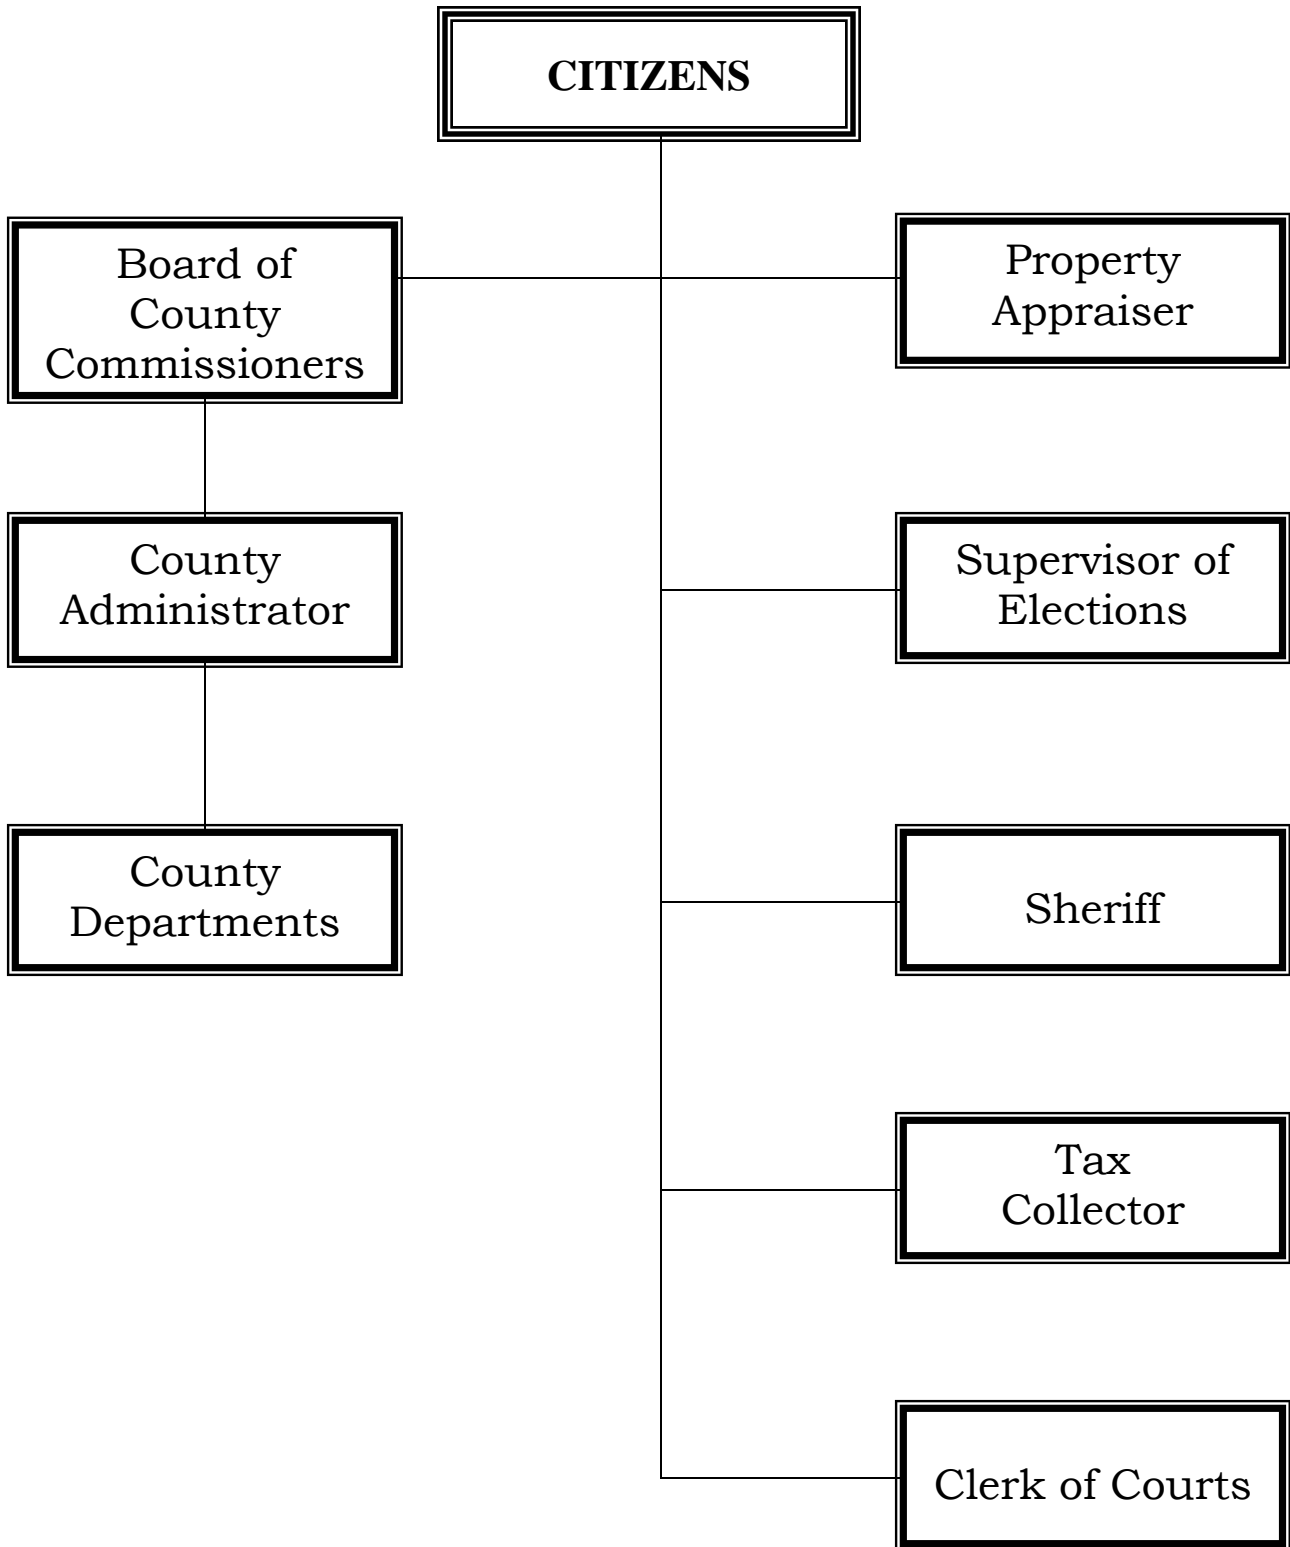 CITIZENS
Board of
County
Commissioners
Property
Appraiser
County
Administrator
Supervisor of
Elections
County
Departments
Sheriff
Tax
Collector
Clerk of Courts